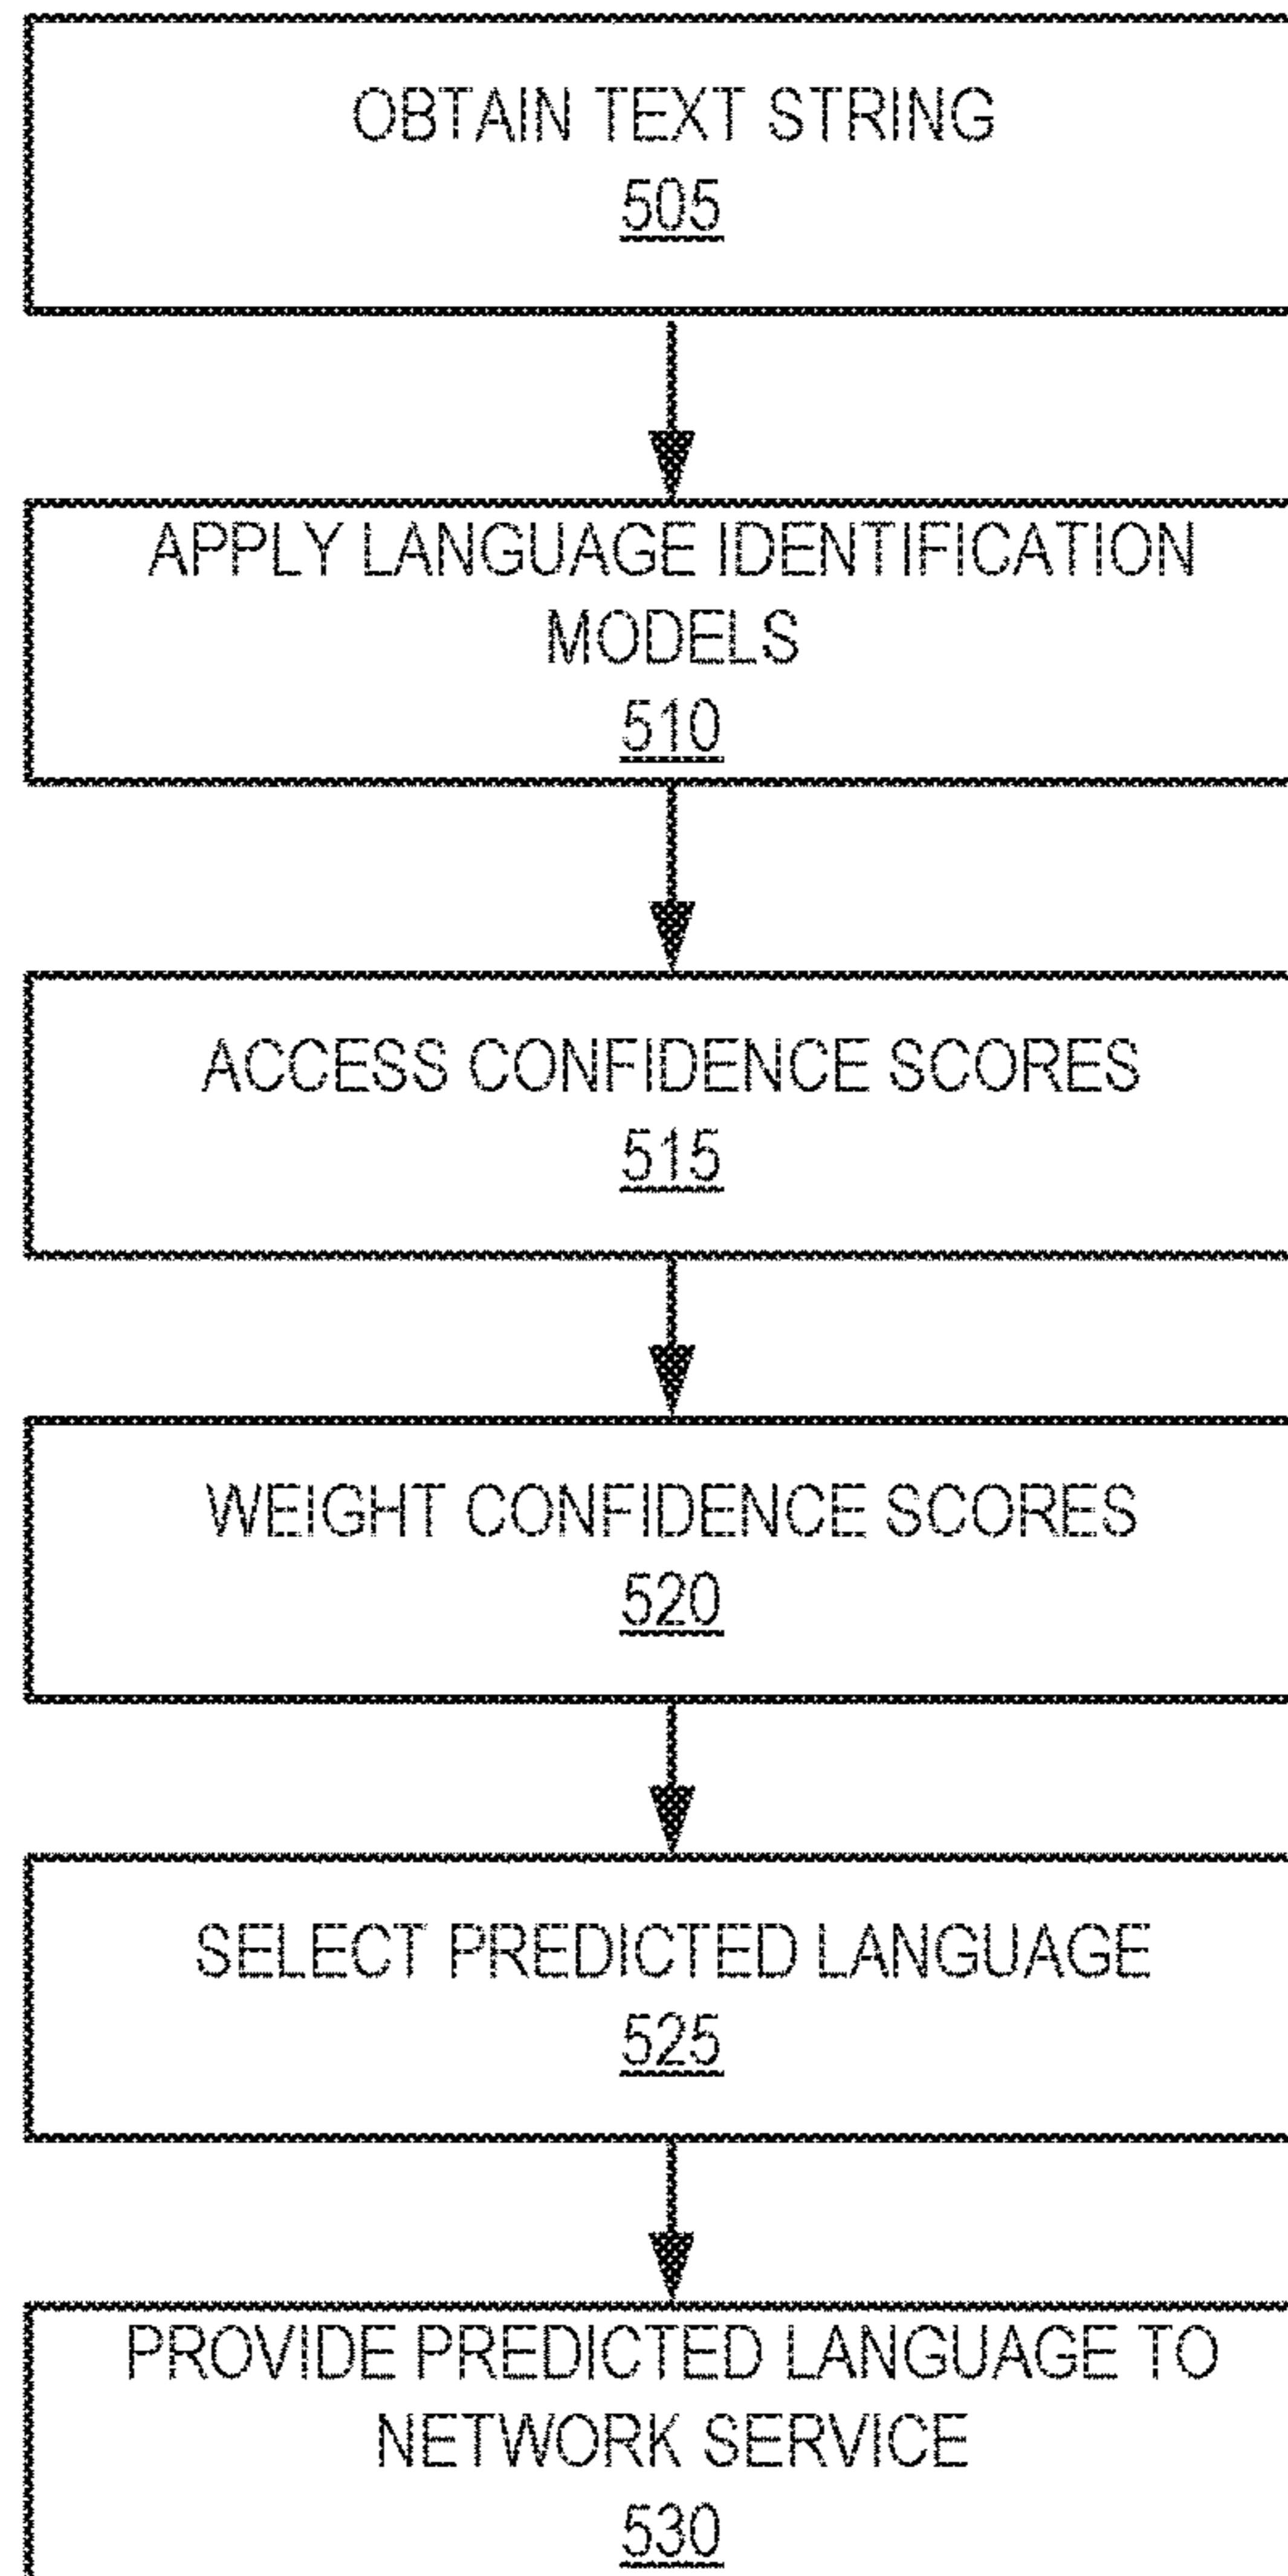 OBTAIN TEXT STRING
505
APPLY LANGUAGE IDENTIFICATION
MODELS
510
ACCESS CONFIDENCE SCORES
515
WEIGHT CONFIDENCE SCORES
520
SELECT PREDICTED LANGUAGE
525
PROVIDE PREDICTED LANGUAGE TO
NETWORK SERVICE
530